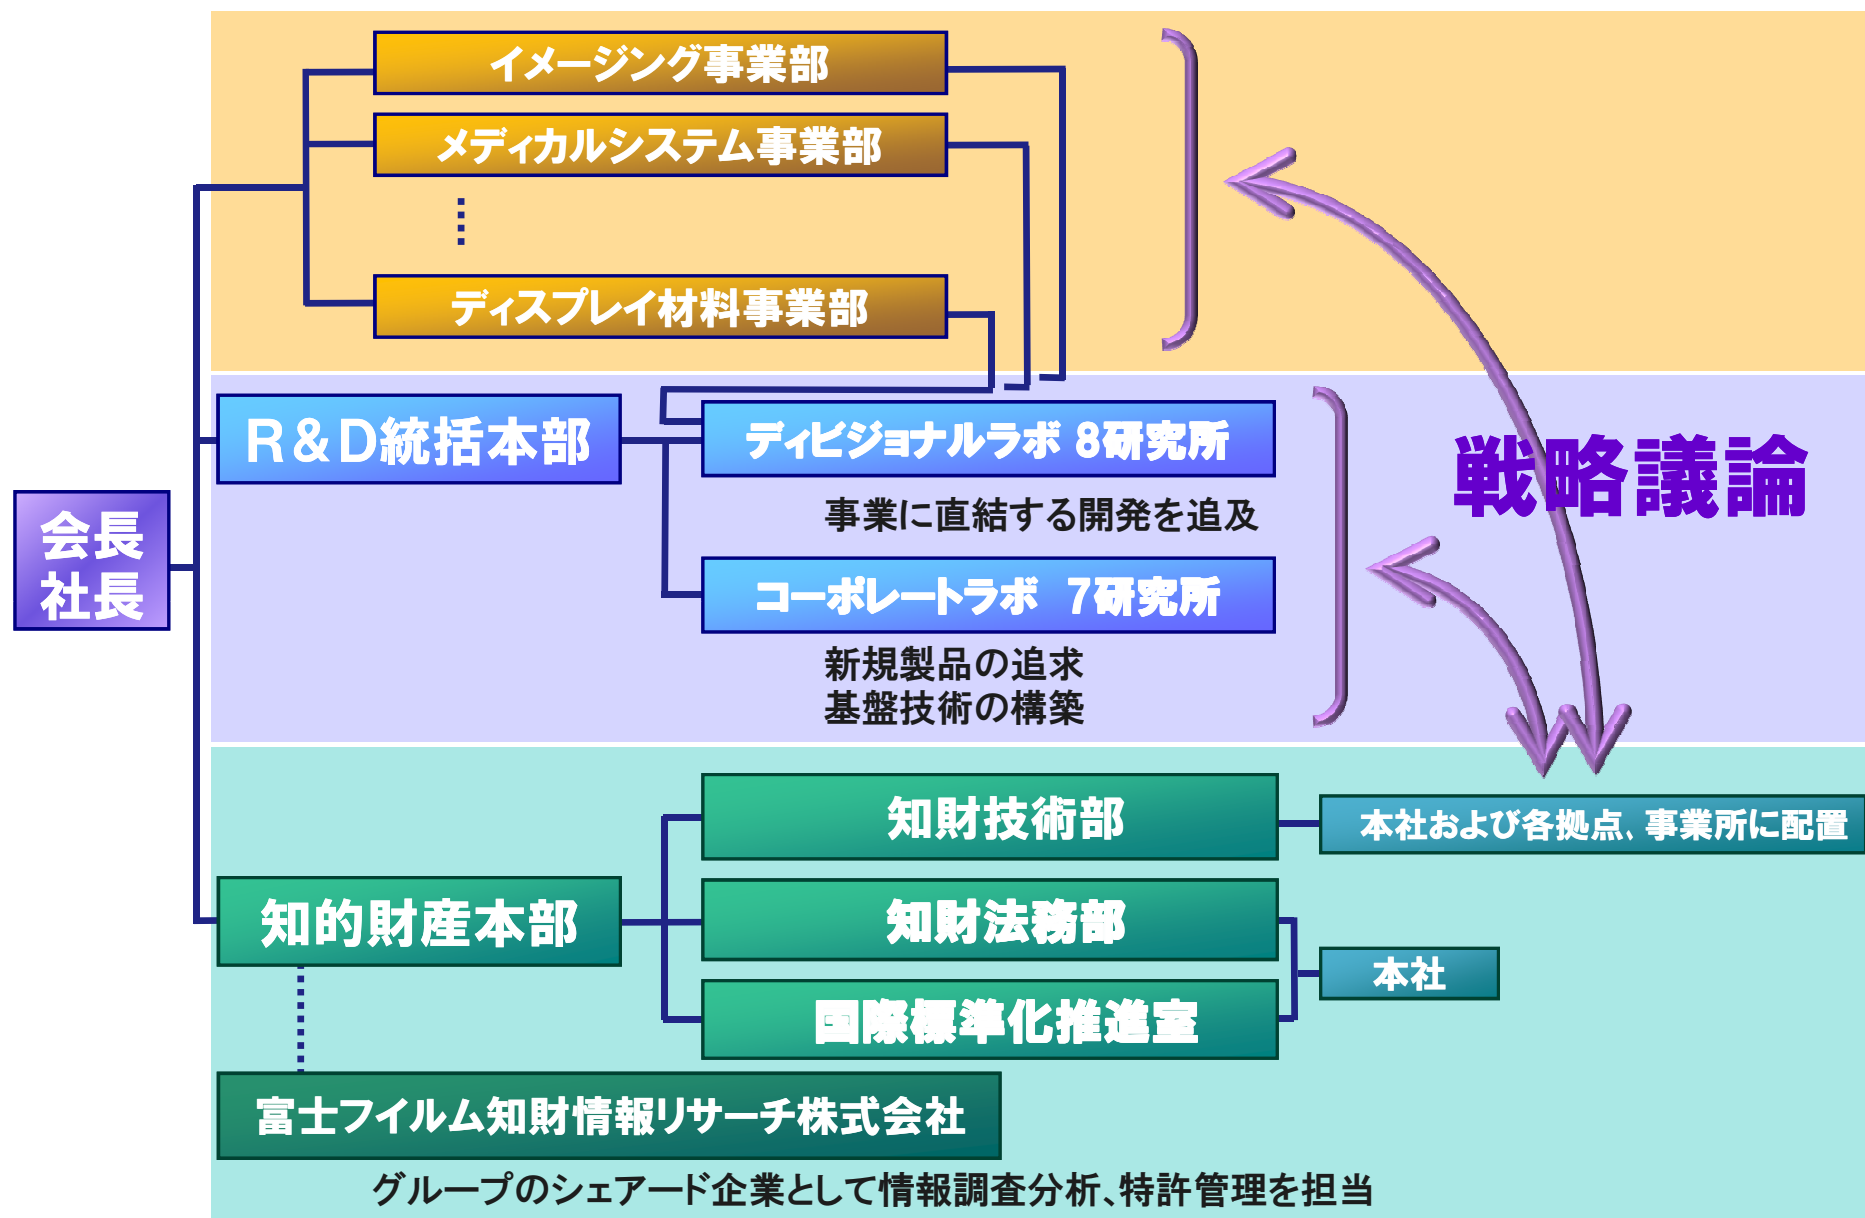 イメージング事業部
メディカルシステム事業部
ディスプレイ材料事業部
R&D統括本部
ディビジョナルラボ 8研究所
事業に直結する開発を追及
戦略議論
会長
社長
コーポレートラボ 7研究所
新規製品の追求
基盤技術の構築
知財技術部
本社および各拠点、事業所に配置
知的財産本部
知財法務部
本社
国際標準化推進室
富士フイルム知財情報リサーチ株式会社
グループのシェアード企業として情報調査分析、特許管理を担当